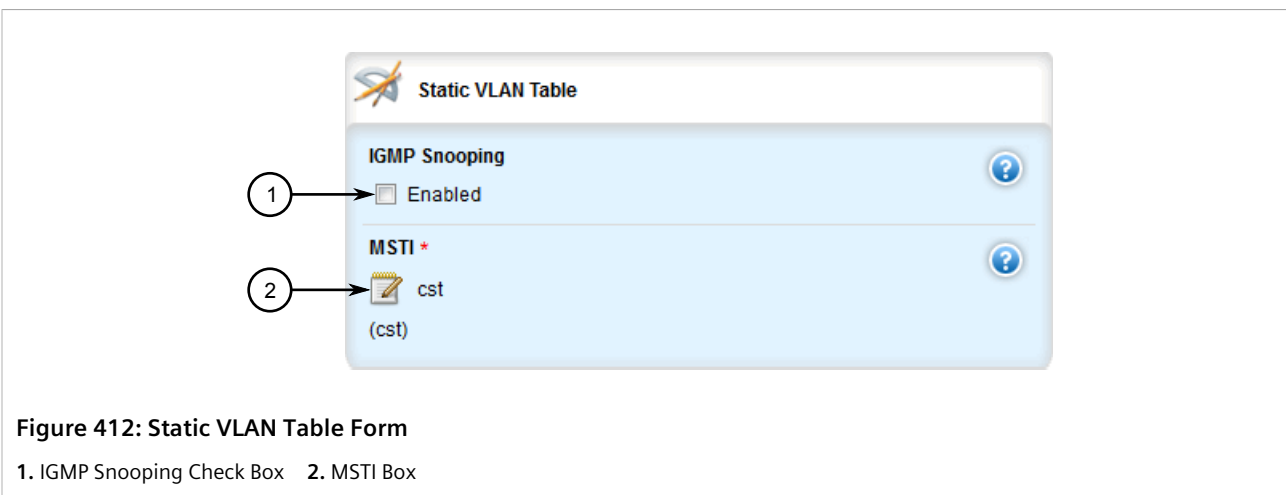 Static VLAN Table
IGMP Snooping
1
Enabled
MSTI *
2
cst
(cst)
Figure 412: Static VLAN Table Form
1. IGMP Snooping Check Box 2. MSTI Box